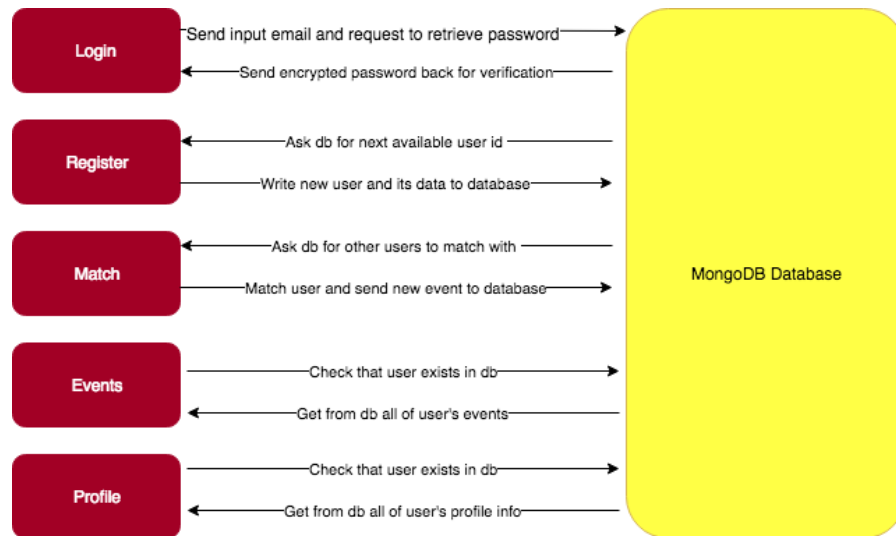 Login
Send input email and request to retrieve password
Send encrypted password back for verification
Register
Ask db for next available user id
Write new user and its data to database
Match
Ask db for other users to match with
Match user and send new event to database
MongoDB Database
Events
Check that user exists in db
Get from db all of user's events
Profile
Check that user exists in db
Get from db all of user's profile info